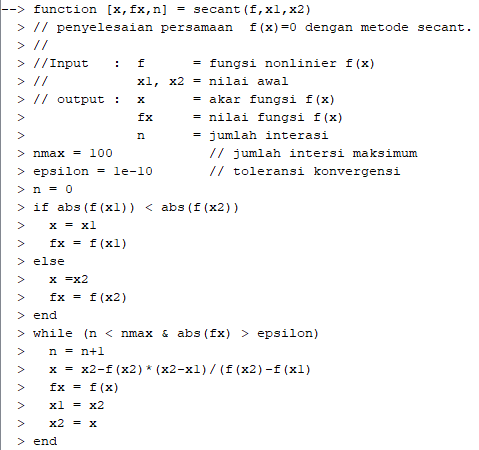 --> function [x,fx,n] = secant(f,x1,x2)
> // penyelesaian persamaan  f(x)=0 dengan metode secant.
> //
> //Input   :  f      = fungsi nonlinier f(x)
> //           x1, x2 = nilai awal
> // output :  x      = akar fungsi f(x)
>              fx     = nilai fungsi f(x)
>              n      = jumlah interasi
> nmax = 100            // jumlah intersi maksimum
> epsilon = 1e-10       // toleransi konvergensi
> n = 0
> if abs(f(x1)) < abs(f(x2))
>   x = x1
>   fx = f(x1)
> else
>   x =x2
>   fx = f(x2)
> end
> while (n < nmax & abs(fx) > epsilon)
>   n = n+1
>   x = x2-f(x2)*(x2-x1)/(f(x2)-f(x1)
>   fx = f(x)
>   x1 = x2
>   x2 = x
> end